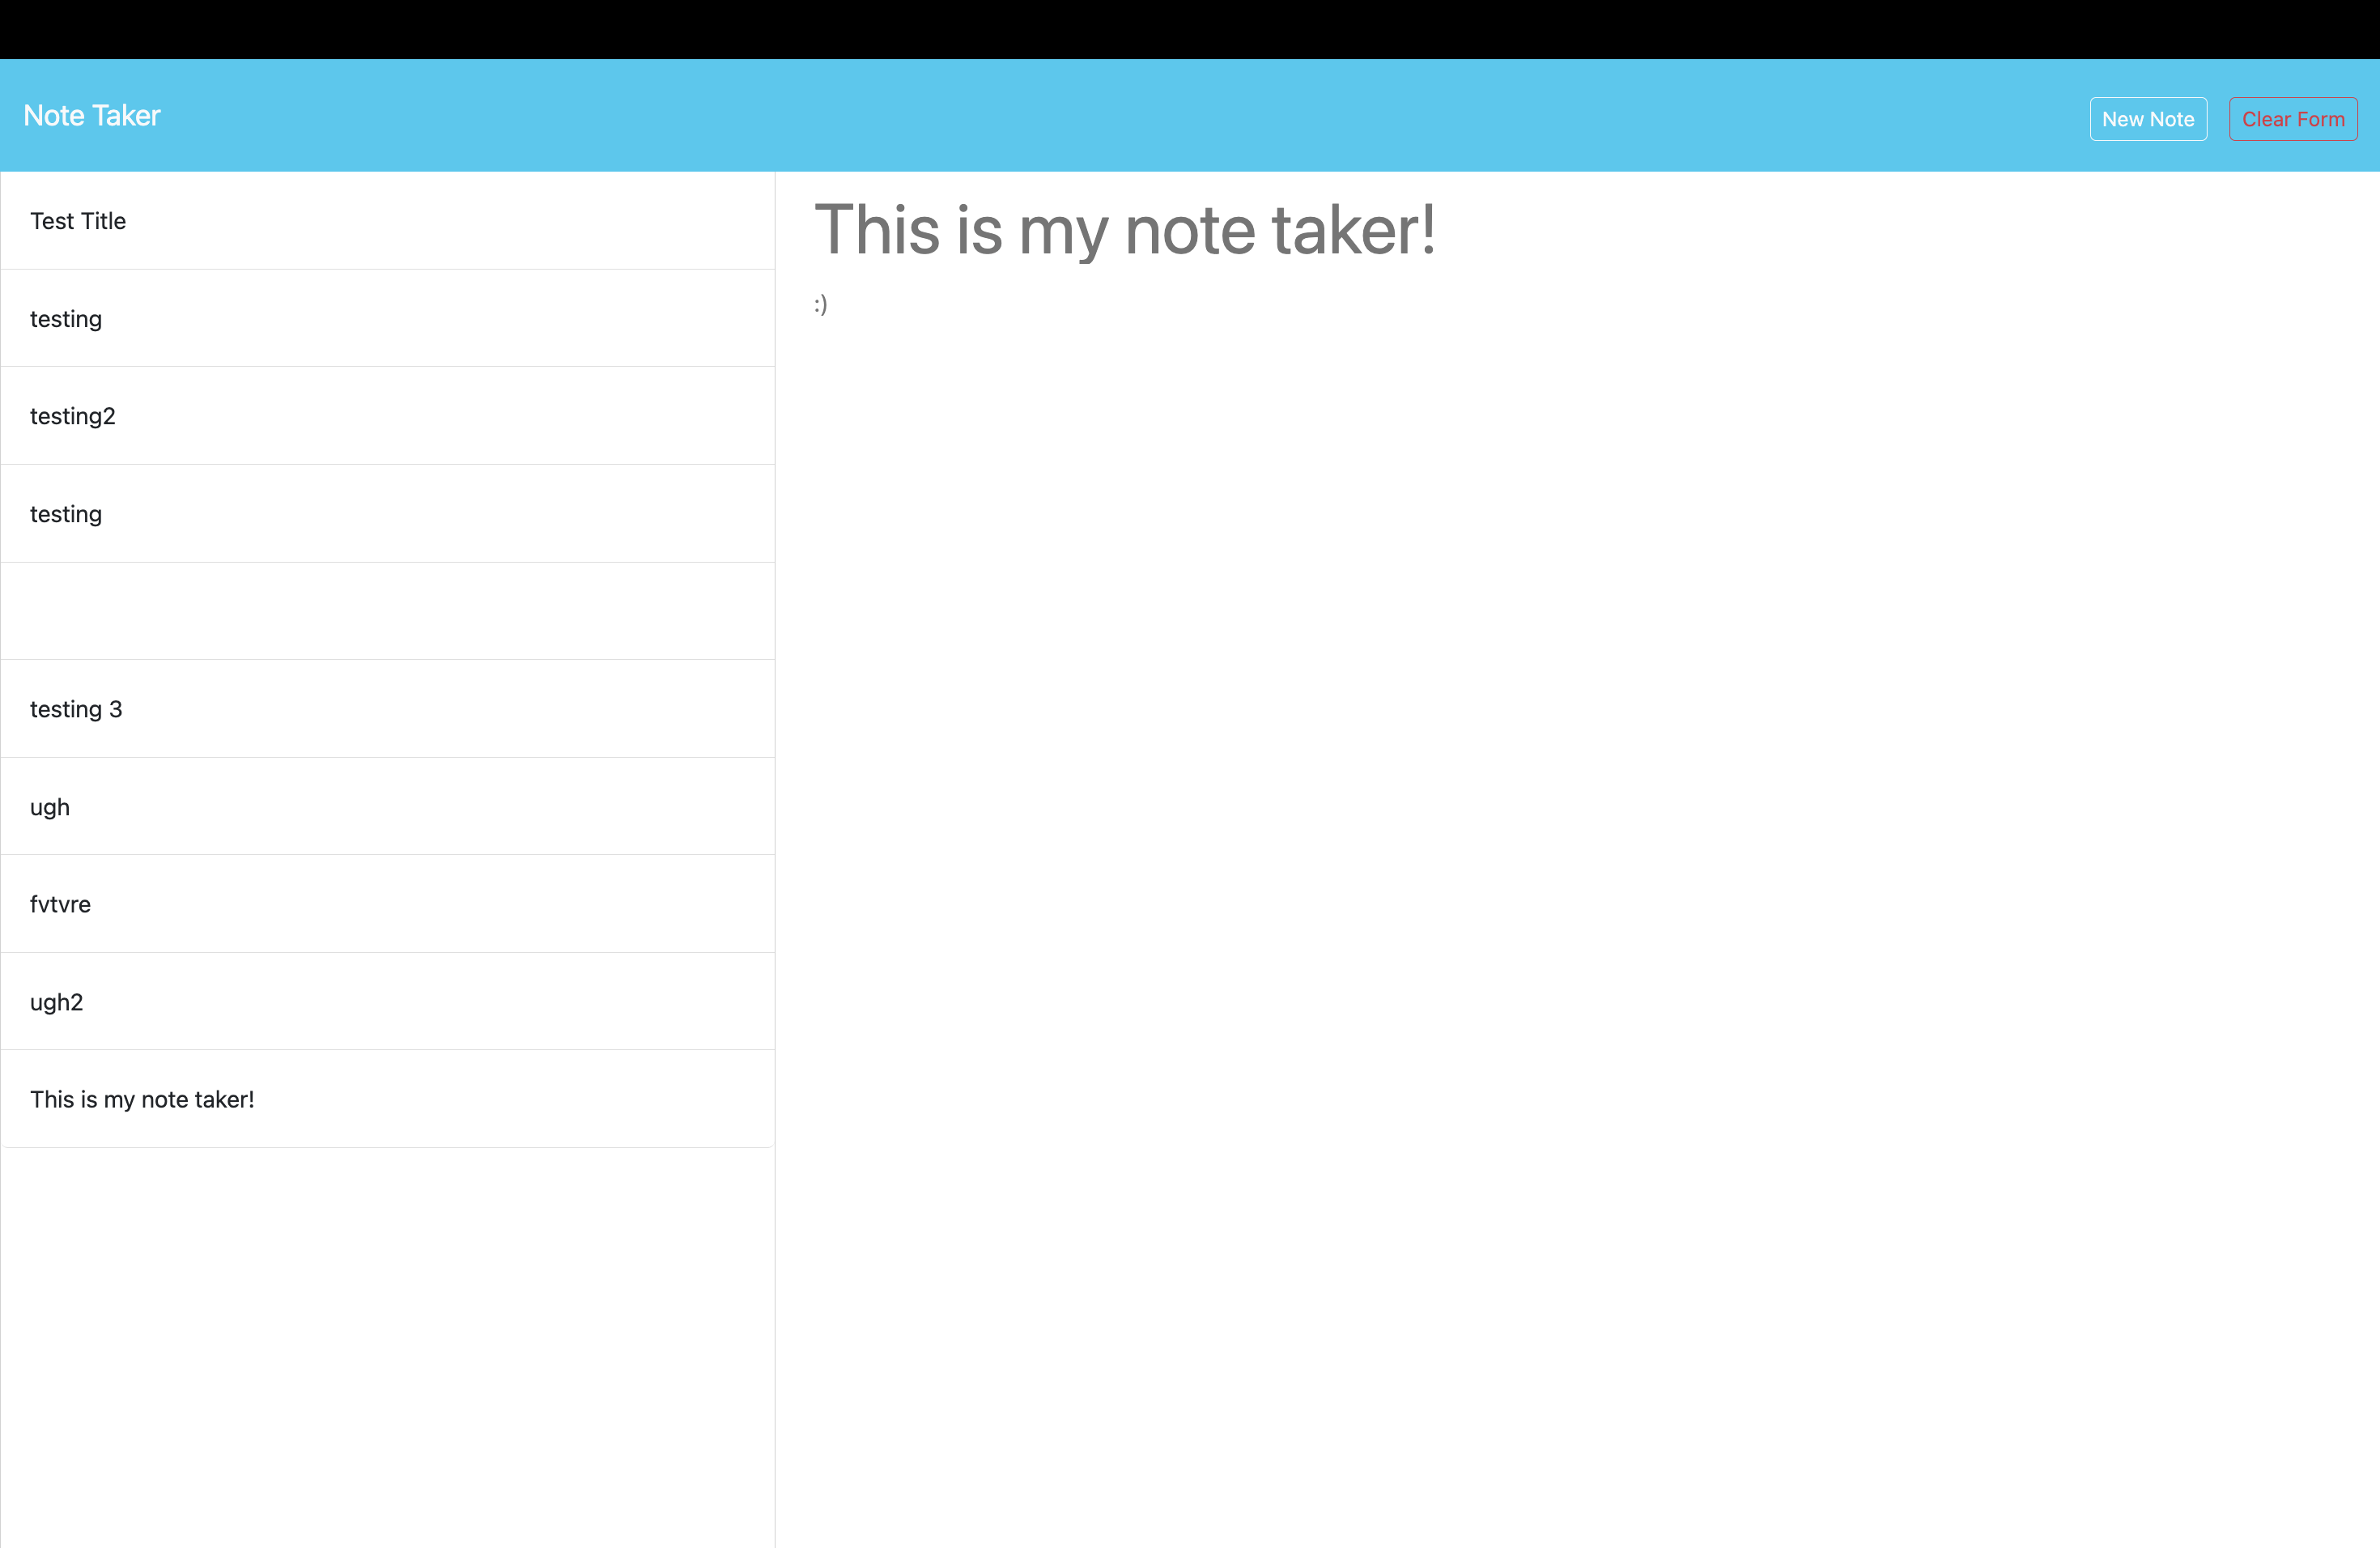 Note Taker
New Note
Clear Form
Test Title
testing
testing2
testing
testing 3
ugh
fvtvre
ugh2
This is my note taker!
This is my note taker!
:)